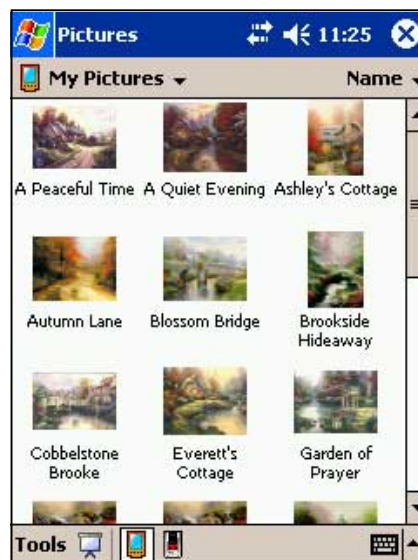 Pictures 11:25
My Pictures Name
A Peaceful Time A Quiet Evening Ashley's Cottage
Autumn Lane Blossom Bridge Brookside
Hideaway
Cobbelstone Everett's Garden of
Brooke Cottage Prayer
Tools